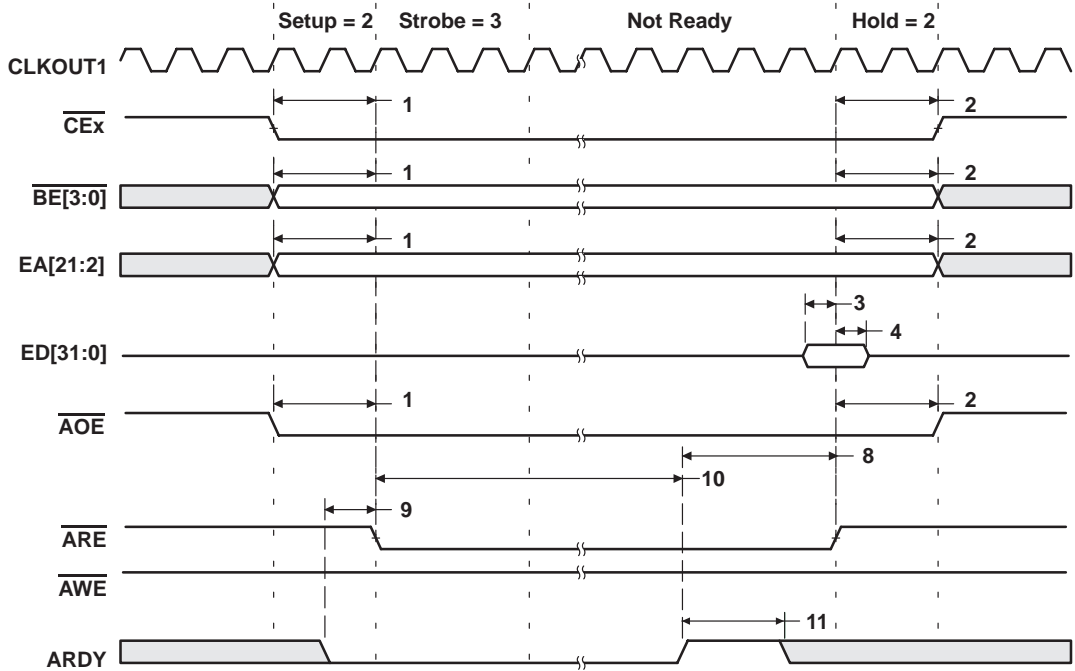 Setup = 2 Strobe = 3 Not Ready Hold = 2
CLKOUT1
CEx 1 2
BE[3:0] 1 2
EA[21:2] 1 2
3
4
ED[31:0]
AOE 1 2
8
10
9
ARE
AWE
11
ARDY